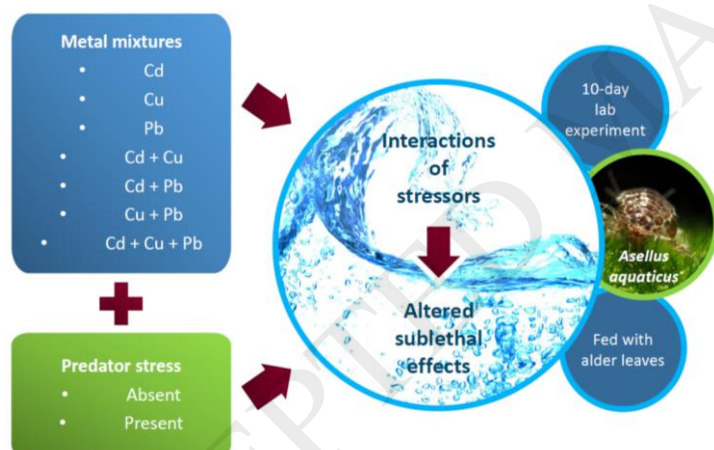 Metal mixtures
• Cd
• Cu
• Pb
• Cd + Cu
• Cd + Pb
• Cu + Pb
• Cd + Cu + Pb
Predator stress
• Absent
• Present
Interactions
of
stressors
Altered
sublethal
effects
10-day
lab
experiment
Asellus
aquaticus
Fed with
alder leaves